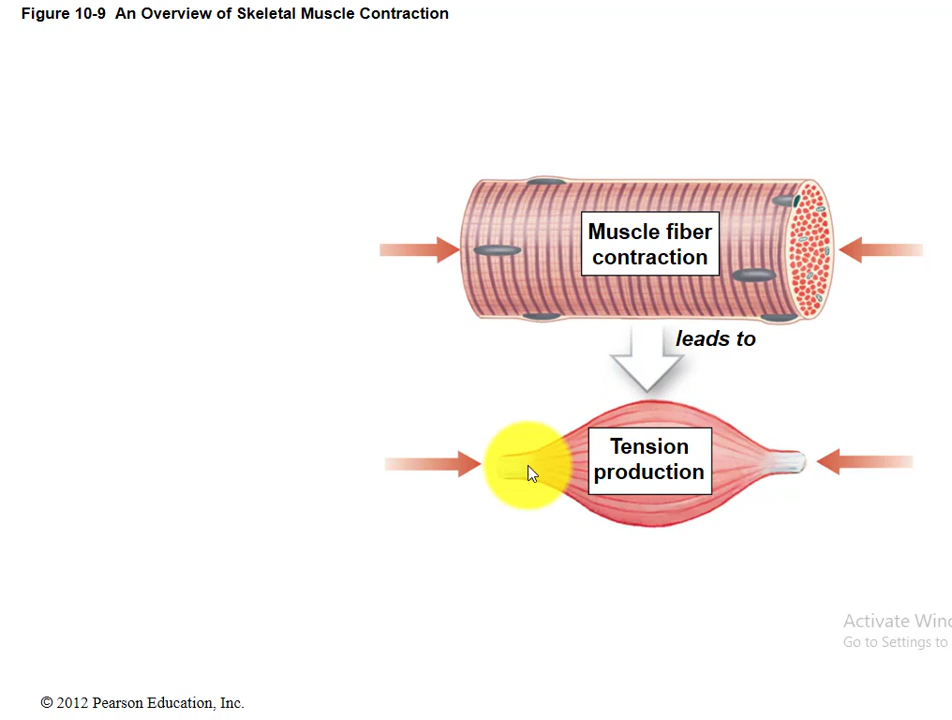 Figure 10-9 An Overview of Skeletal Muscle Contraction
Muscle fiber
contraction
leads to
Tension
production
Activate Wind
Go to Settings to
© 2012 Pearson Education, Inc.